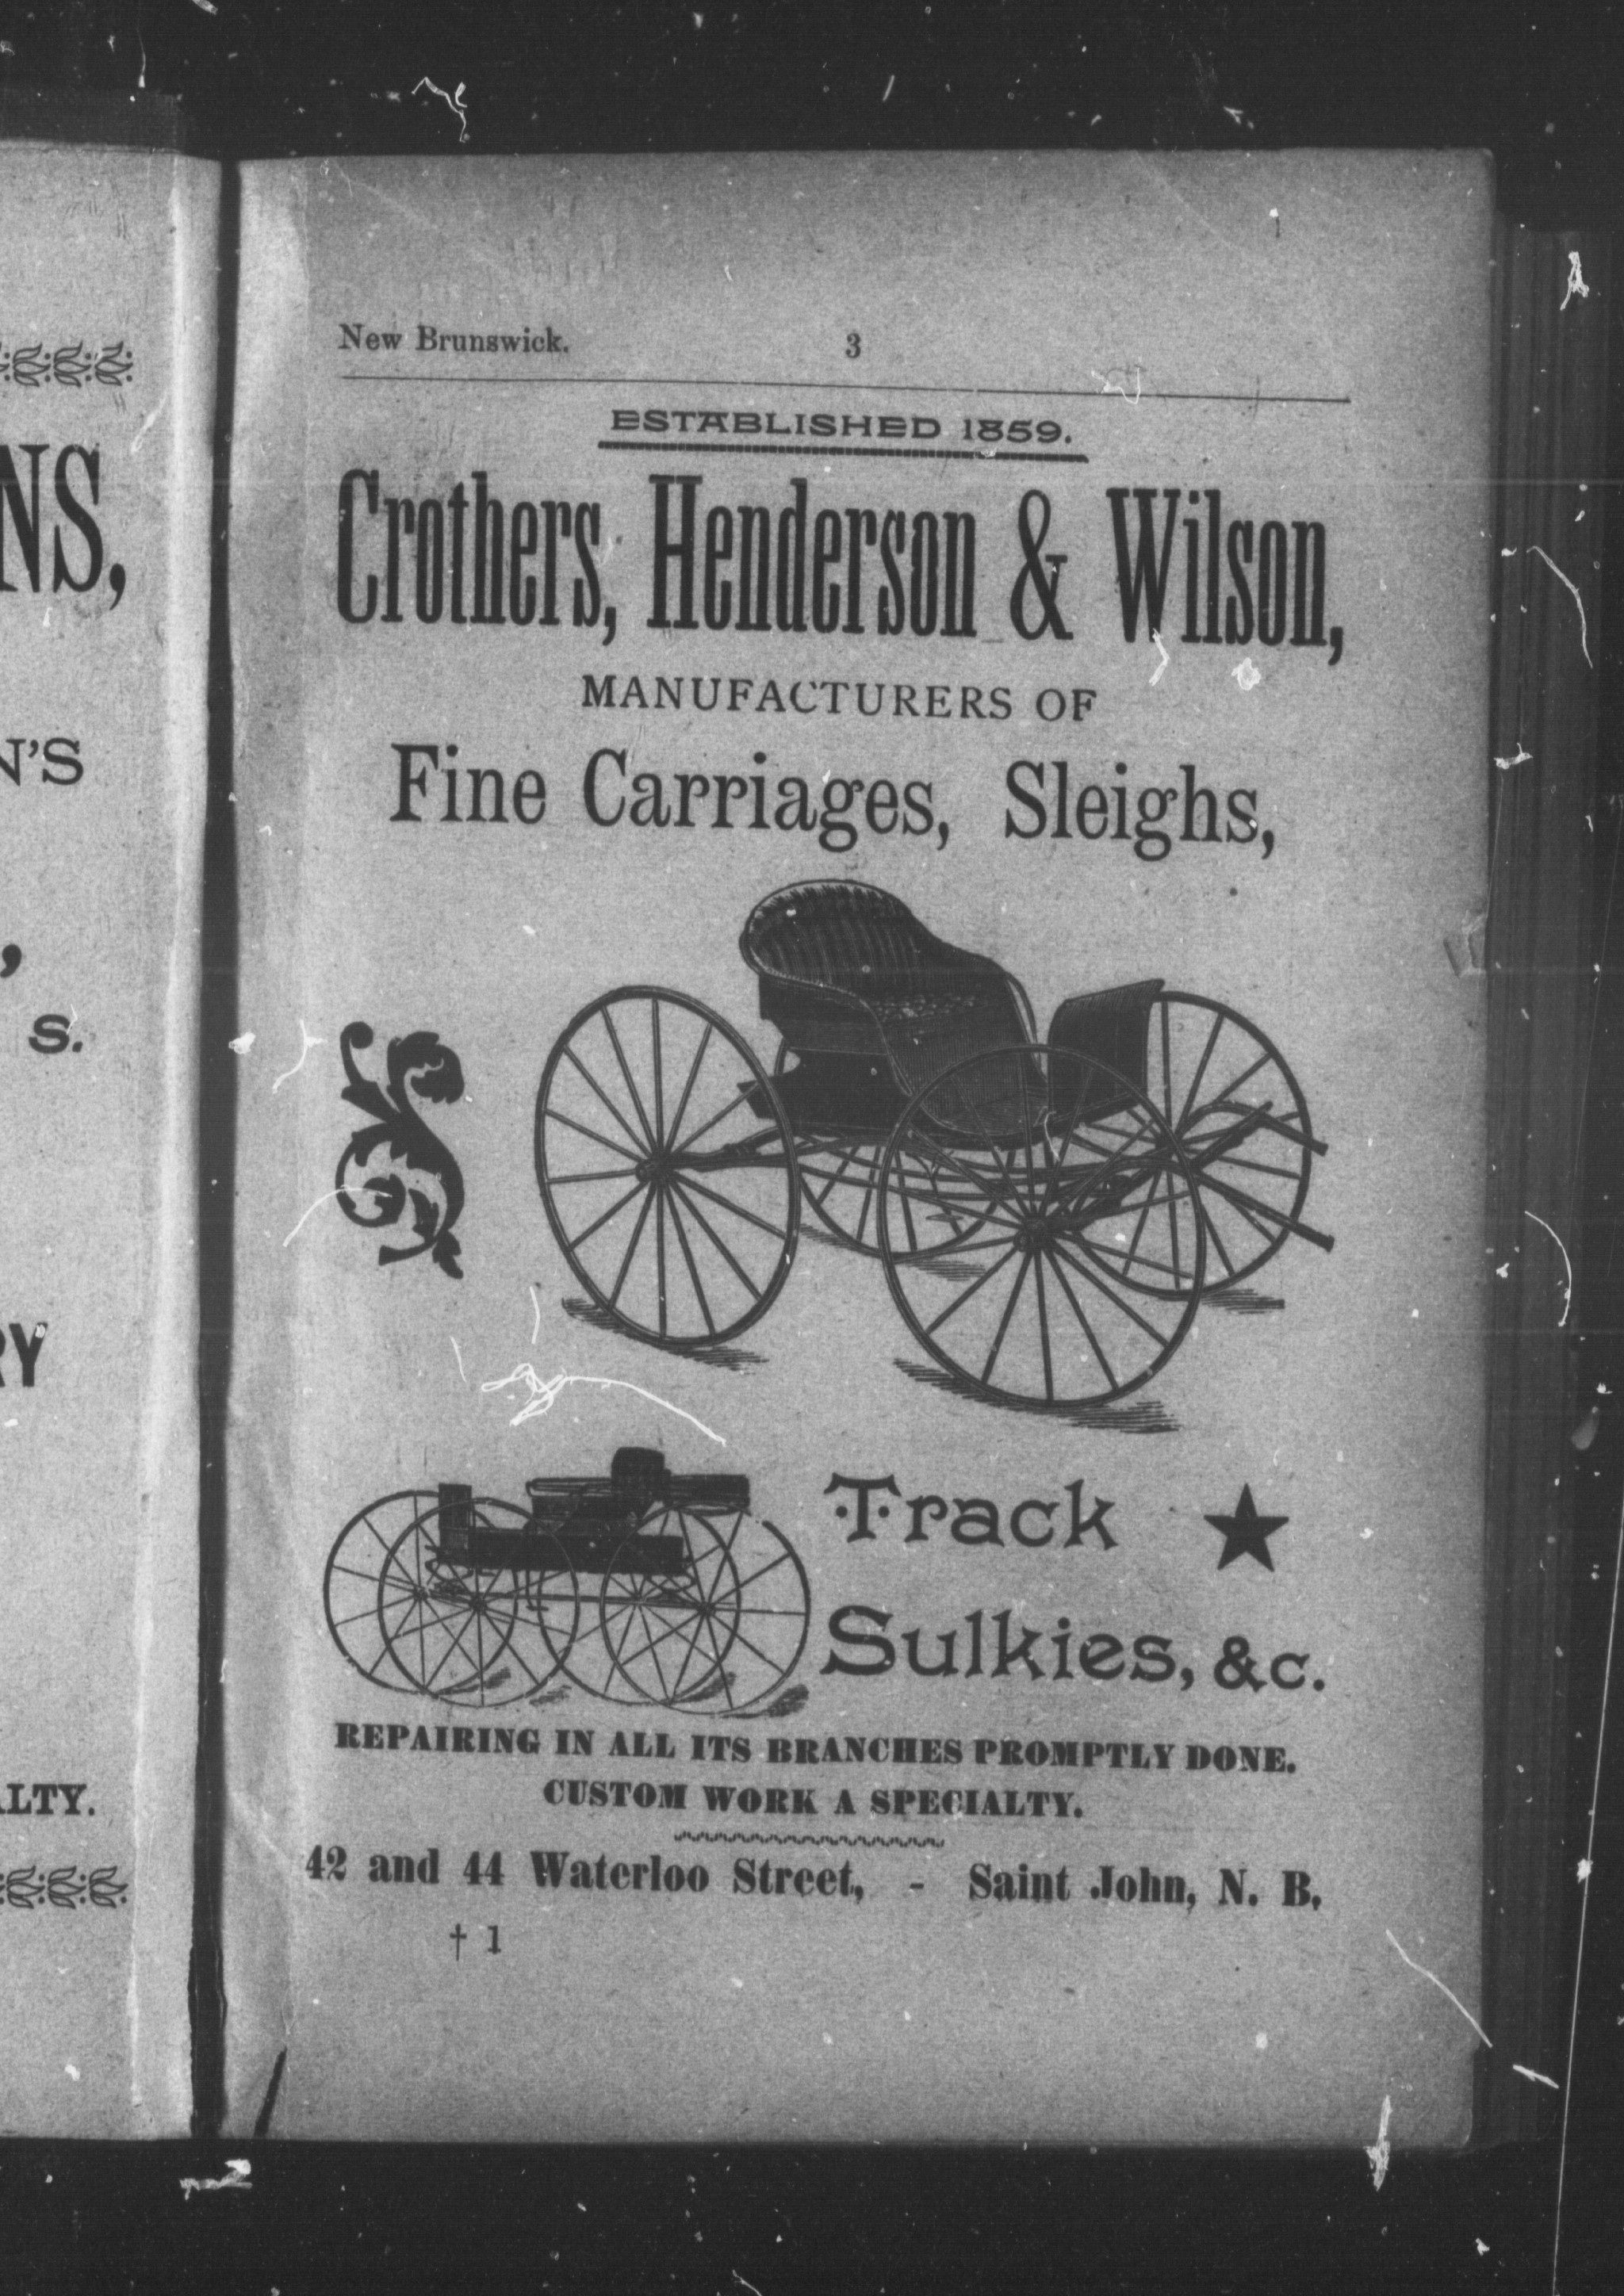 NS,
N'S
,
S.
RY
LTY.
New Brunswick. 3
ESTABLISHED 1859.
Crothers, Henderson & Wilson,
MANUFACTURERS OF
Fine Carriages, Sleighs,
Track
Sulkies, &c.
REPAIRING IN ALL ITS BRANCHES PROMPTLY DONE.
CUSTOM WORK A SPECIALTY.
42 and 44 Waterloo Street, - Saint John, N. B.
† 1